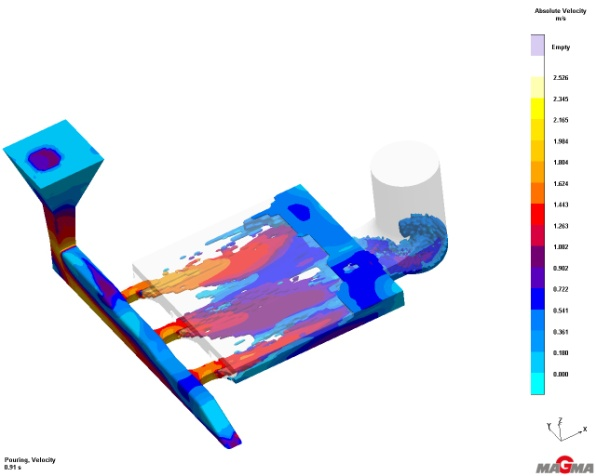 Absolute Velocity
m/s
Empty
2.526
2.345
2.165
1.984
1.804
1.624
1.443
1.263
1.082
0.902
0.722
0.541
0.361
0.180
0.000
Z
Y X
Pouring, Velocity
0.91 s
MAGMA